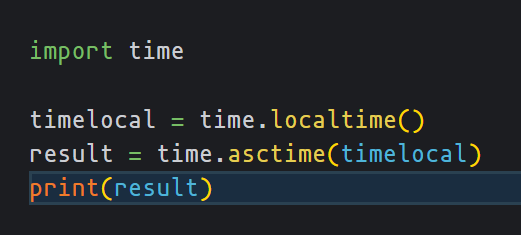 import time
timelocal = time.localtime()
result = time.asctime(timelocal)
print(result)